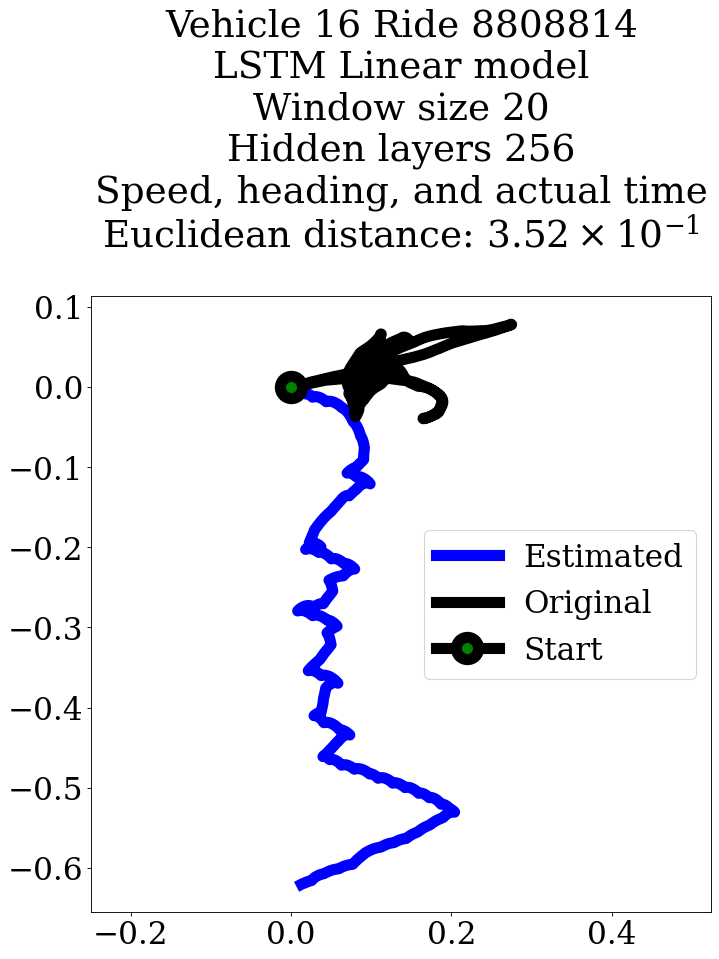 Vehicle 16 Ride 8808814
LSTM Linear model
Window size 20
Hidden layers 256
Speed, heading, and actual time
Euclidean distance: 3.52 × 10⁻¹
0.1
0.0
−0.1
−0.2
−0.3
−0.4
−0.5
−0.6
Estimated
Original
Start
−0.2 0.0 0.2 0.4